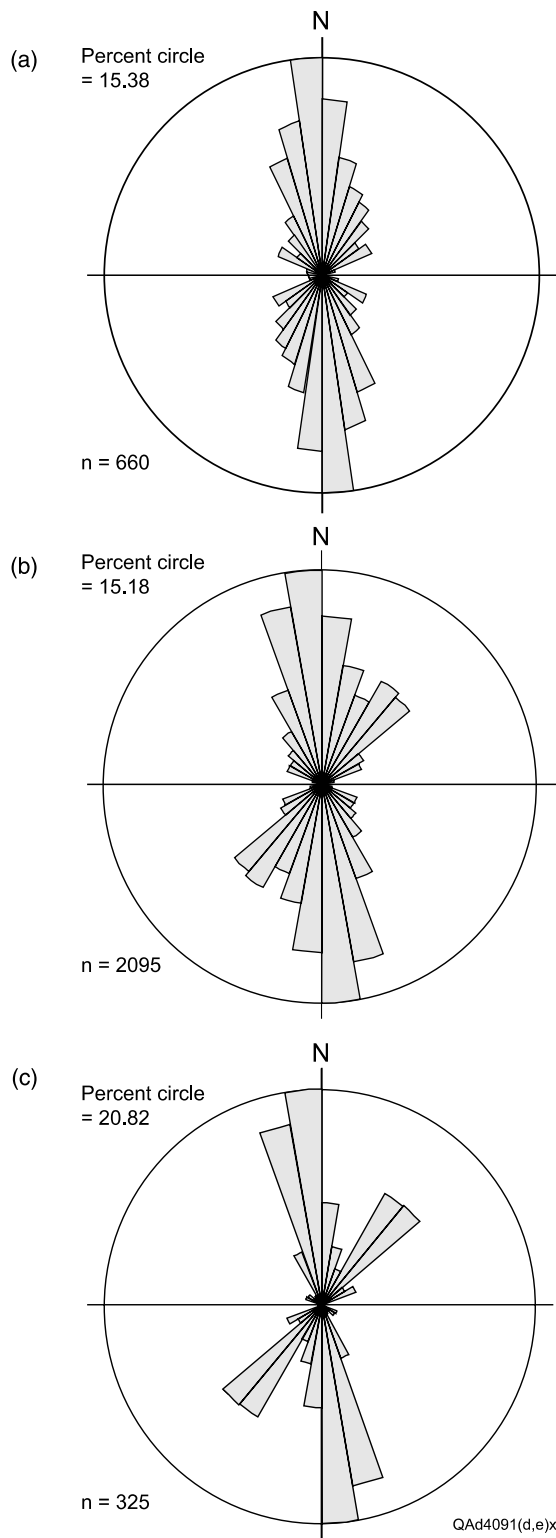 (a)
N
Percent circle
= 15.38
n = 660
(b)
N
Percent circle
= 15.18
n = 2095
(c)
N
Percent circle
= 20.82
n = 325
QAd4091(d,e)x